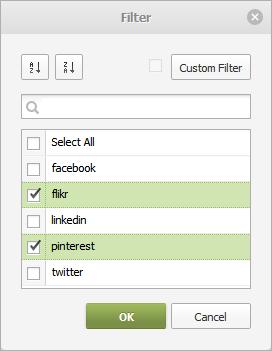 Filter
A
Z
Z
A
Custom Filter
Select All
facebook
flikr
linkedin
pinterest
twitter
OK
Cancel